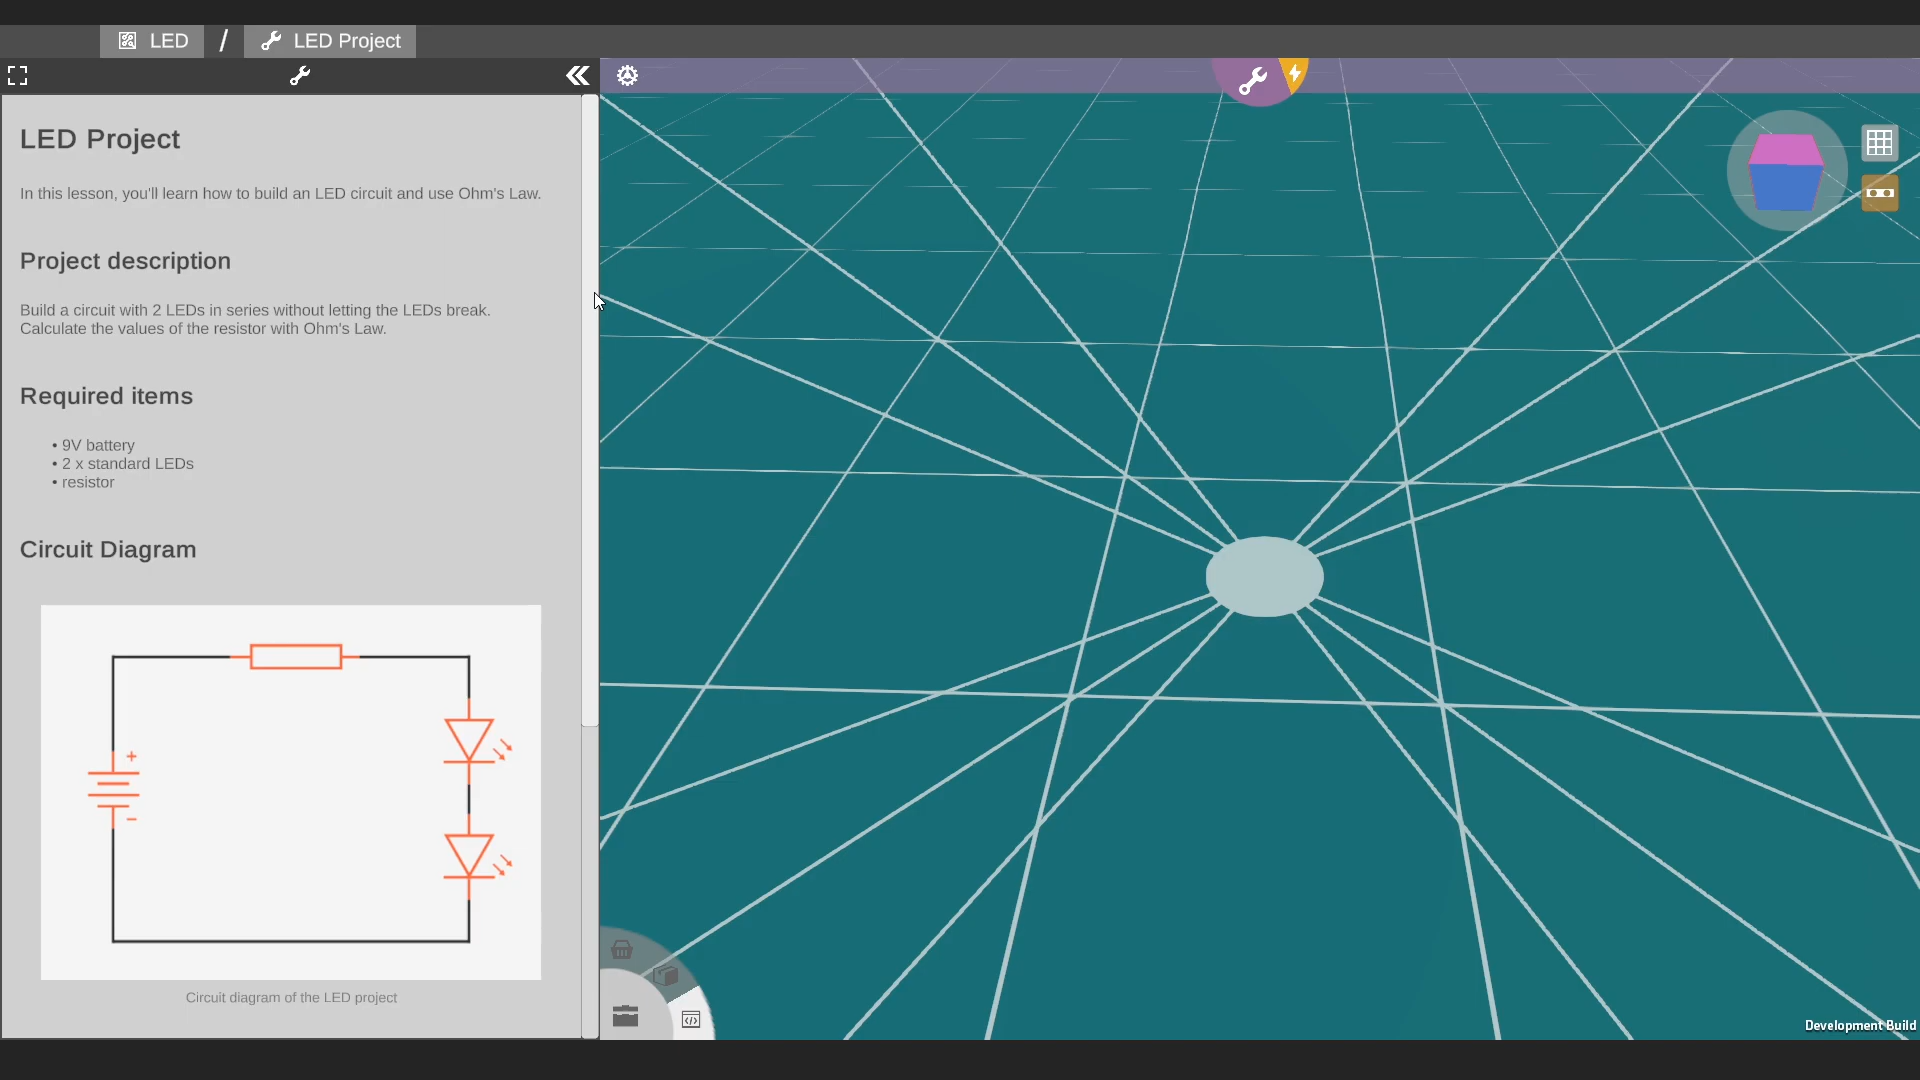 LED / LED Project
LED Project
In this lesson, you'll learn how to build an LED circuit and use Ohm's Law.
Project description
Build a circuit with 2 LEDs in series without letting the LEDs break.
Calculate the values of the resistor with Ohm's Law.
Required items
• 9V battery
• 2 x standard LEDs
• resistor
Circuit Diagram
+
−
Circuit diagram of the LED project
Development Build